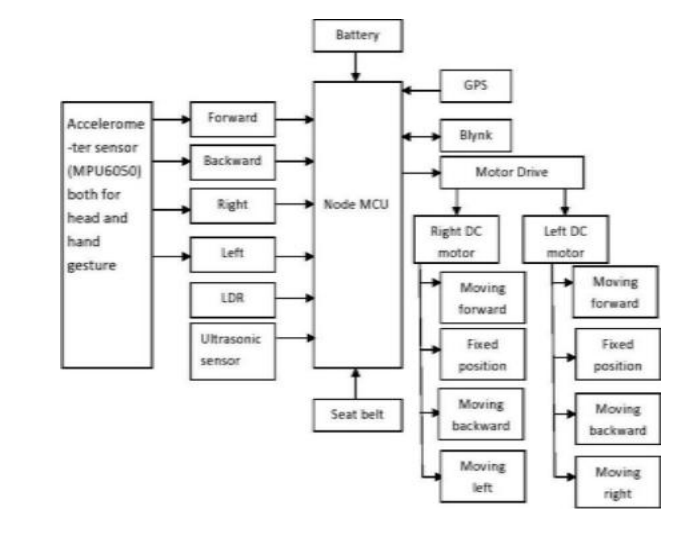 Battery
Accelerome
-ter sensor
(MPU6050)
both for
head and
hand
gesture
Forward
Backward
Right
Left
LDR
Ultrasonic
sensor
Node MCU
Seat belt
GPS
Blynk
Motor Drive
Right DC
motor
Moving
forward
Fixed
position
Moving
backward
Moving
left
Left DC
motor
Moving
forward
Fixed
position
Moving
backward
Moving
right